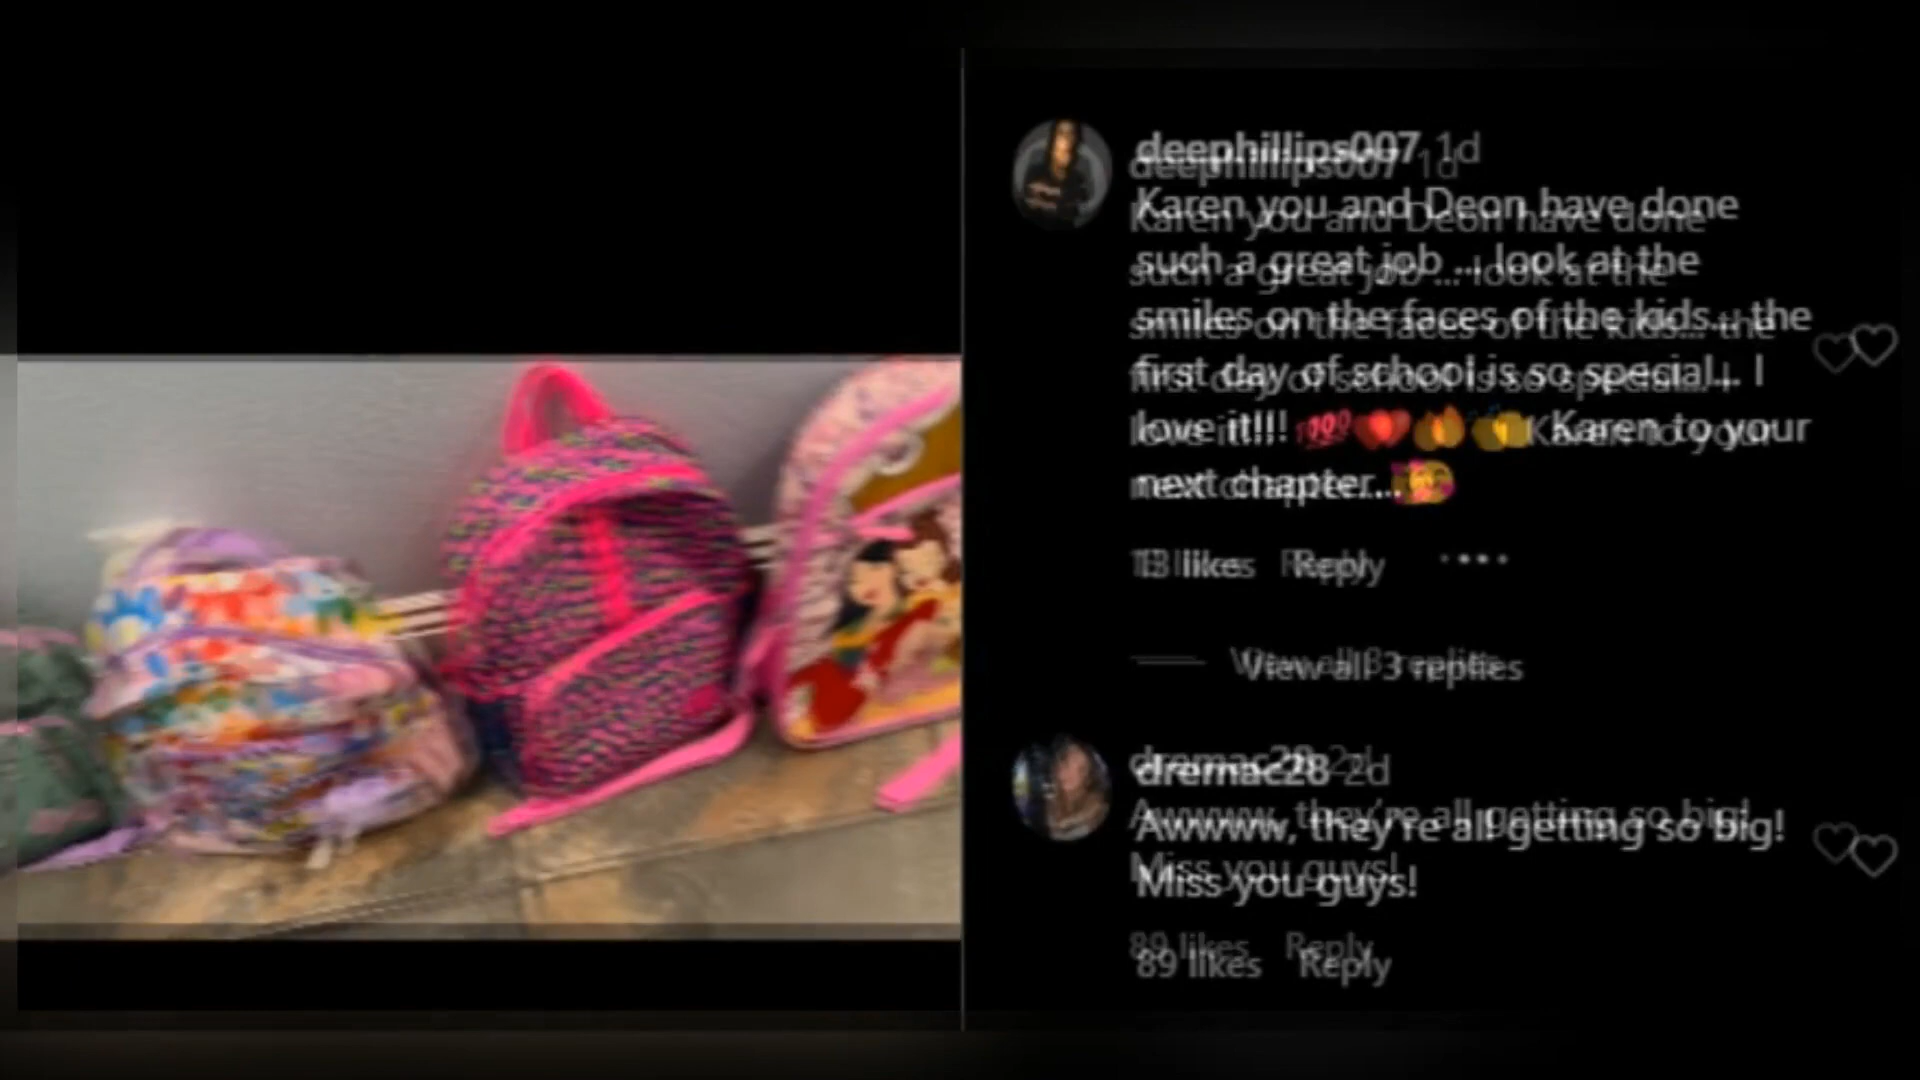 deephillips007 1d
Karen you and Deon have done
such a great job ... look at the
smiles on the faces of the kids... the
first day of school is so special... I
love it!!! 💯❤️🔥👏 Karen to your
next chapter...🥰
13 likes Reply
View all 3 replies
dremac28 2d
Awwww, they're all getting so big!
Miss you guys!
89 likes Reply